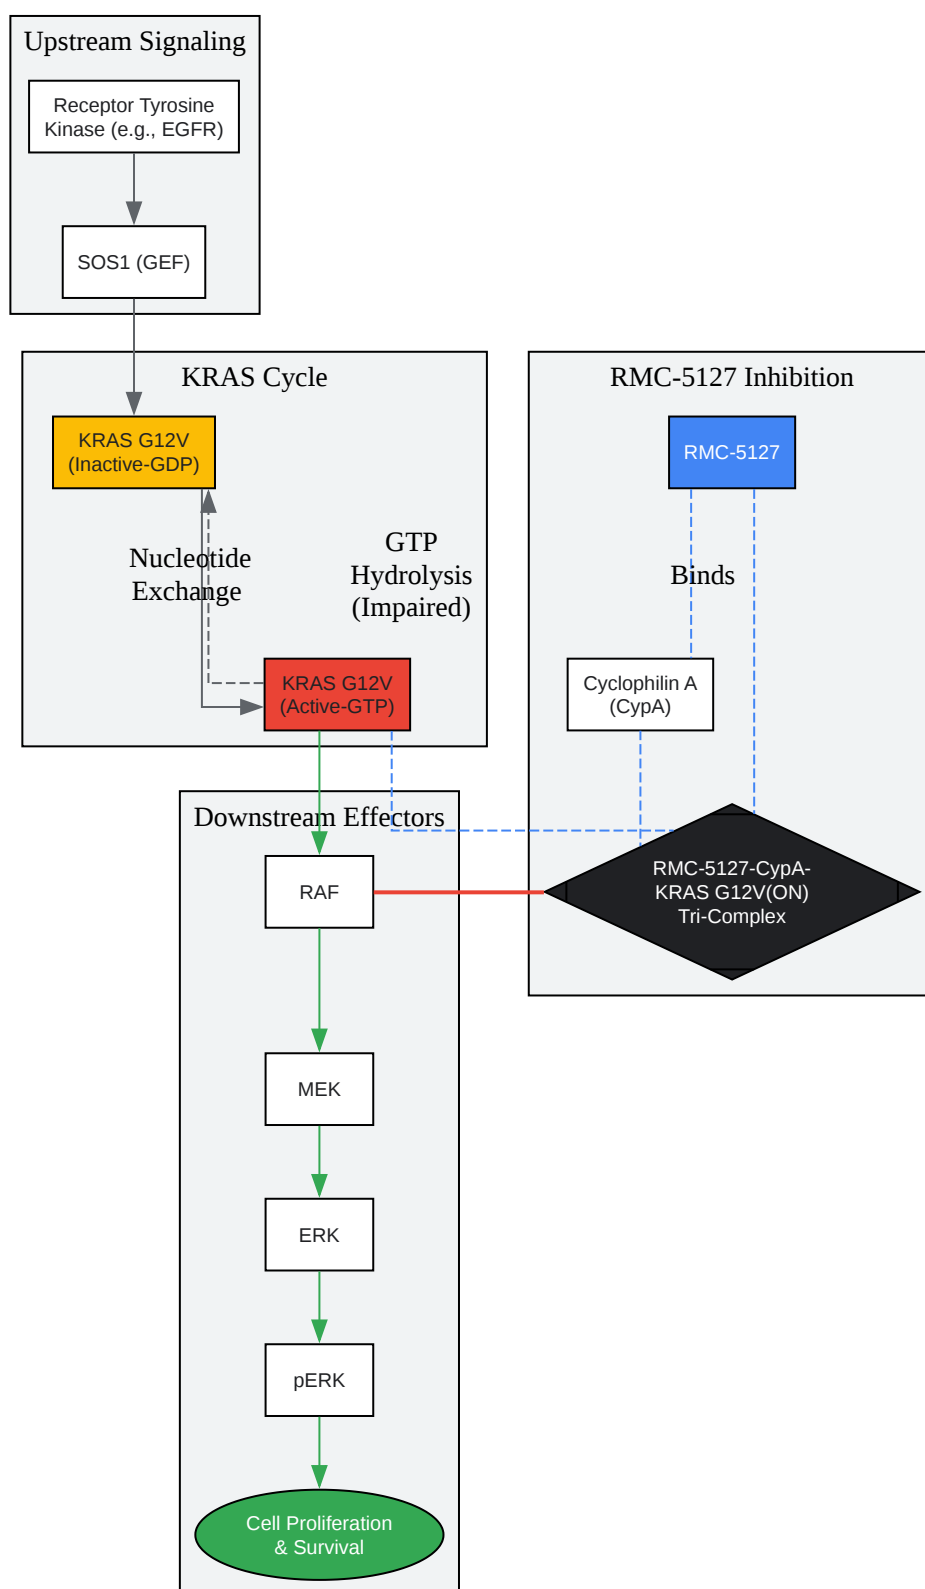 Upstream Signaling
Receptor Tyrosine
Kinase (e.g., EGFR)
SOS1 (GEF)
KRAS Cycle
KRAS G12V
(Inactive-GDP)
Nucleotide
Exchange
GTP
Hydrolysis
(Impaired)
KRAS G12V
(Active-GTP)
RMC-5127 Inhibition
RMC-5127
Binds
Cyclophilin A
(CypA)
RMC-5127-CypA-
KRAS G12V(ON)
Tri-Complex
Downstream Effectors
RAF
MEK
ERK
pERK
Cell Proliferation
& Survival